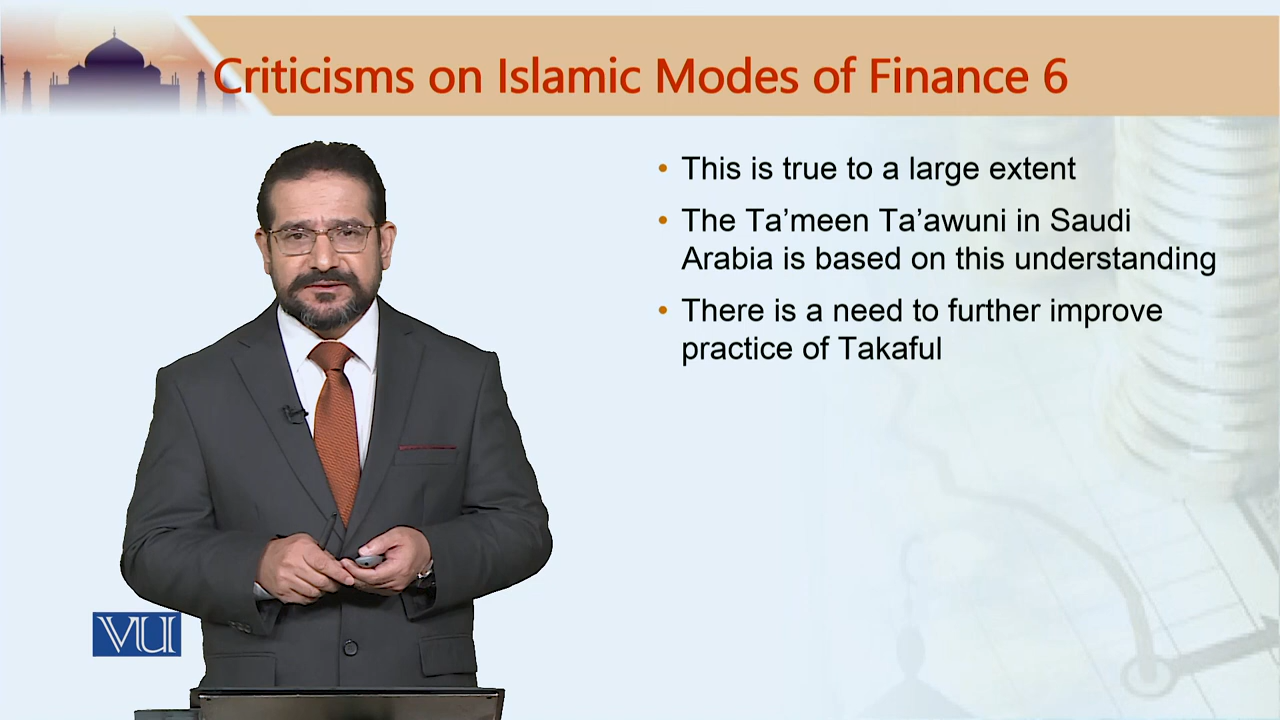 Criticisms on Islamic Modes of Finance 6
• This is true to a large extent
• The Ta’meen Ta’awuni in Saudi
Arabia is based on this understanding
• There is a need to further improve
practice of Takaful
VU